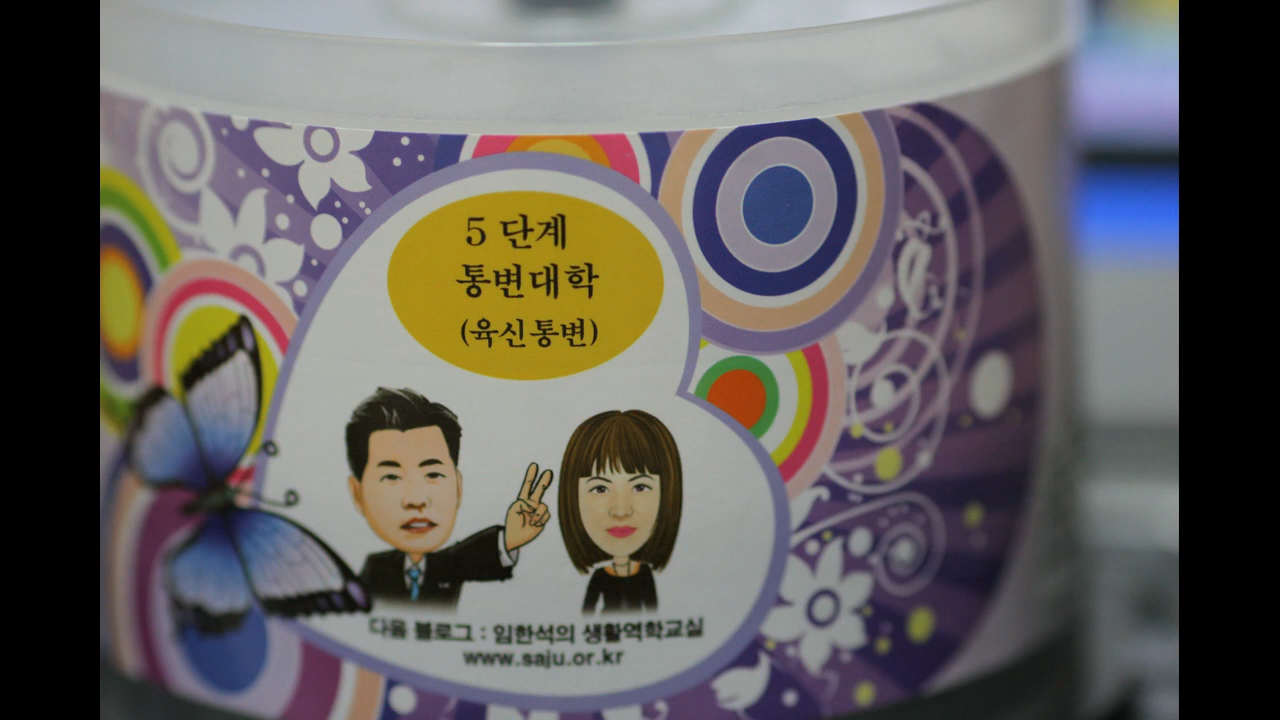 5 단계
통변대학
(육신통변)
다음 블로그 : 임한석의 생활역학교실
www.saju.or.kr